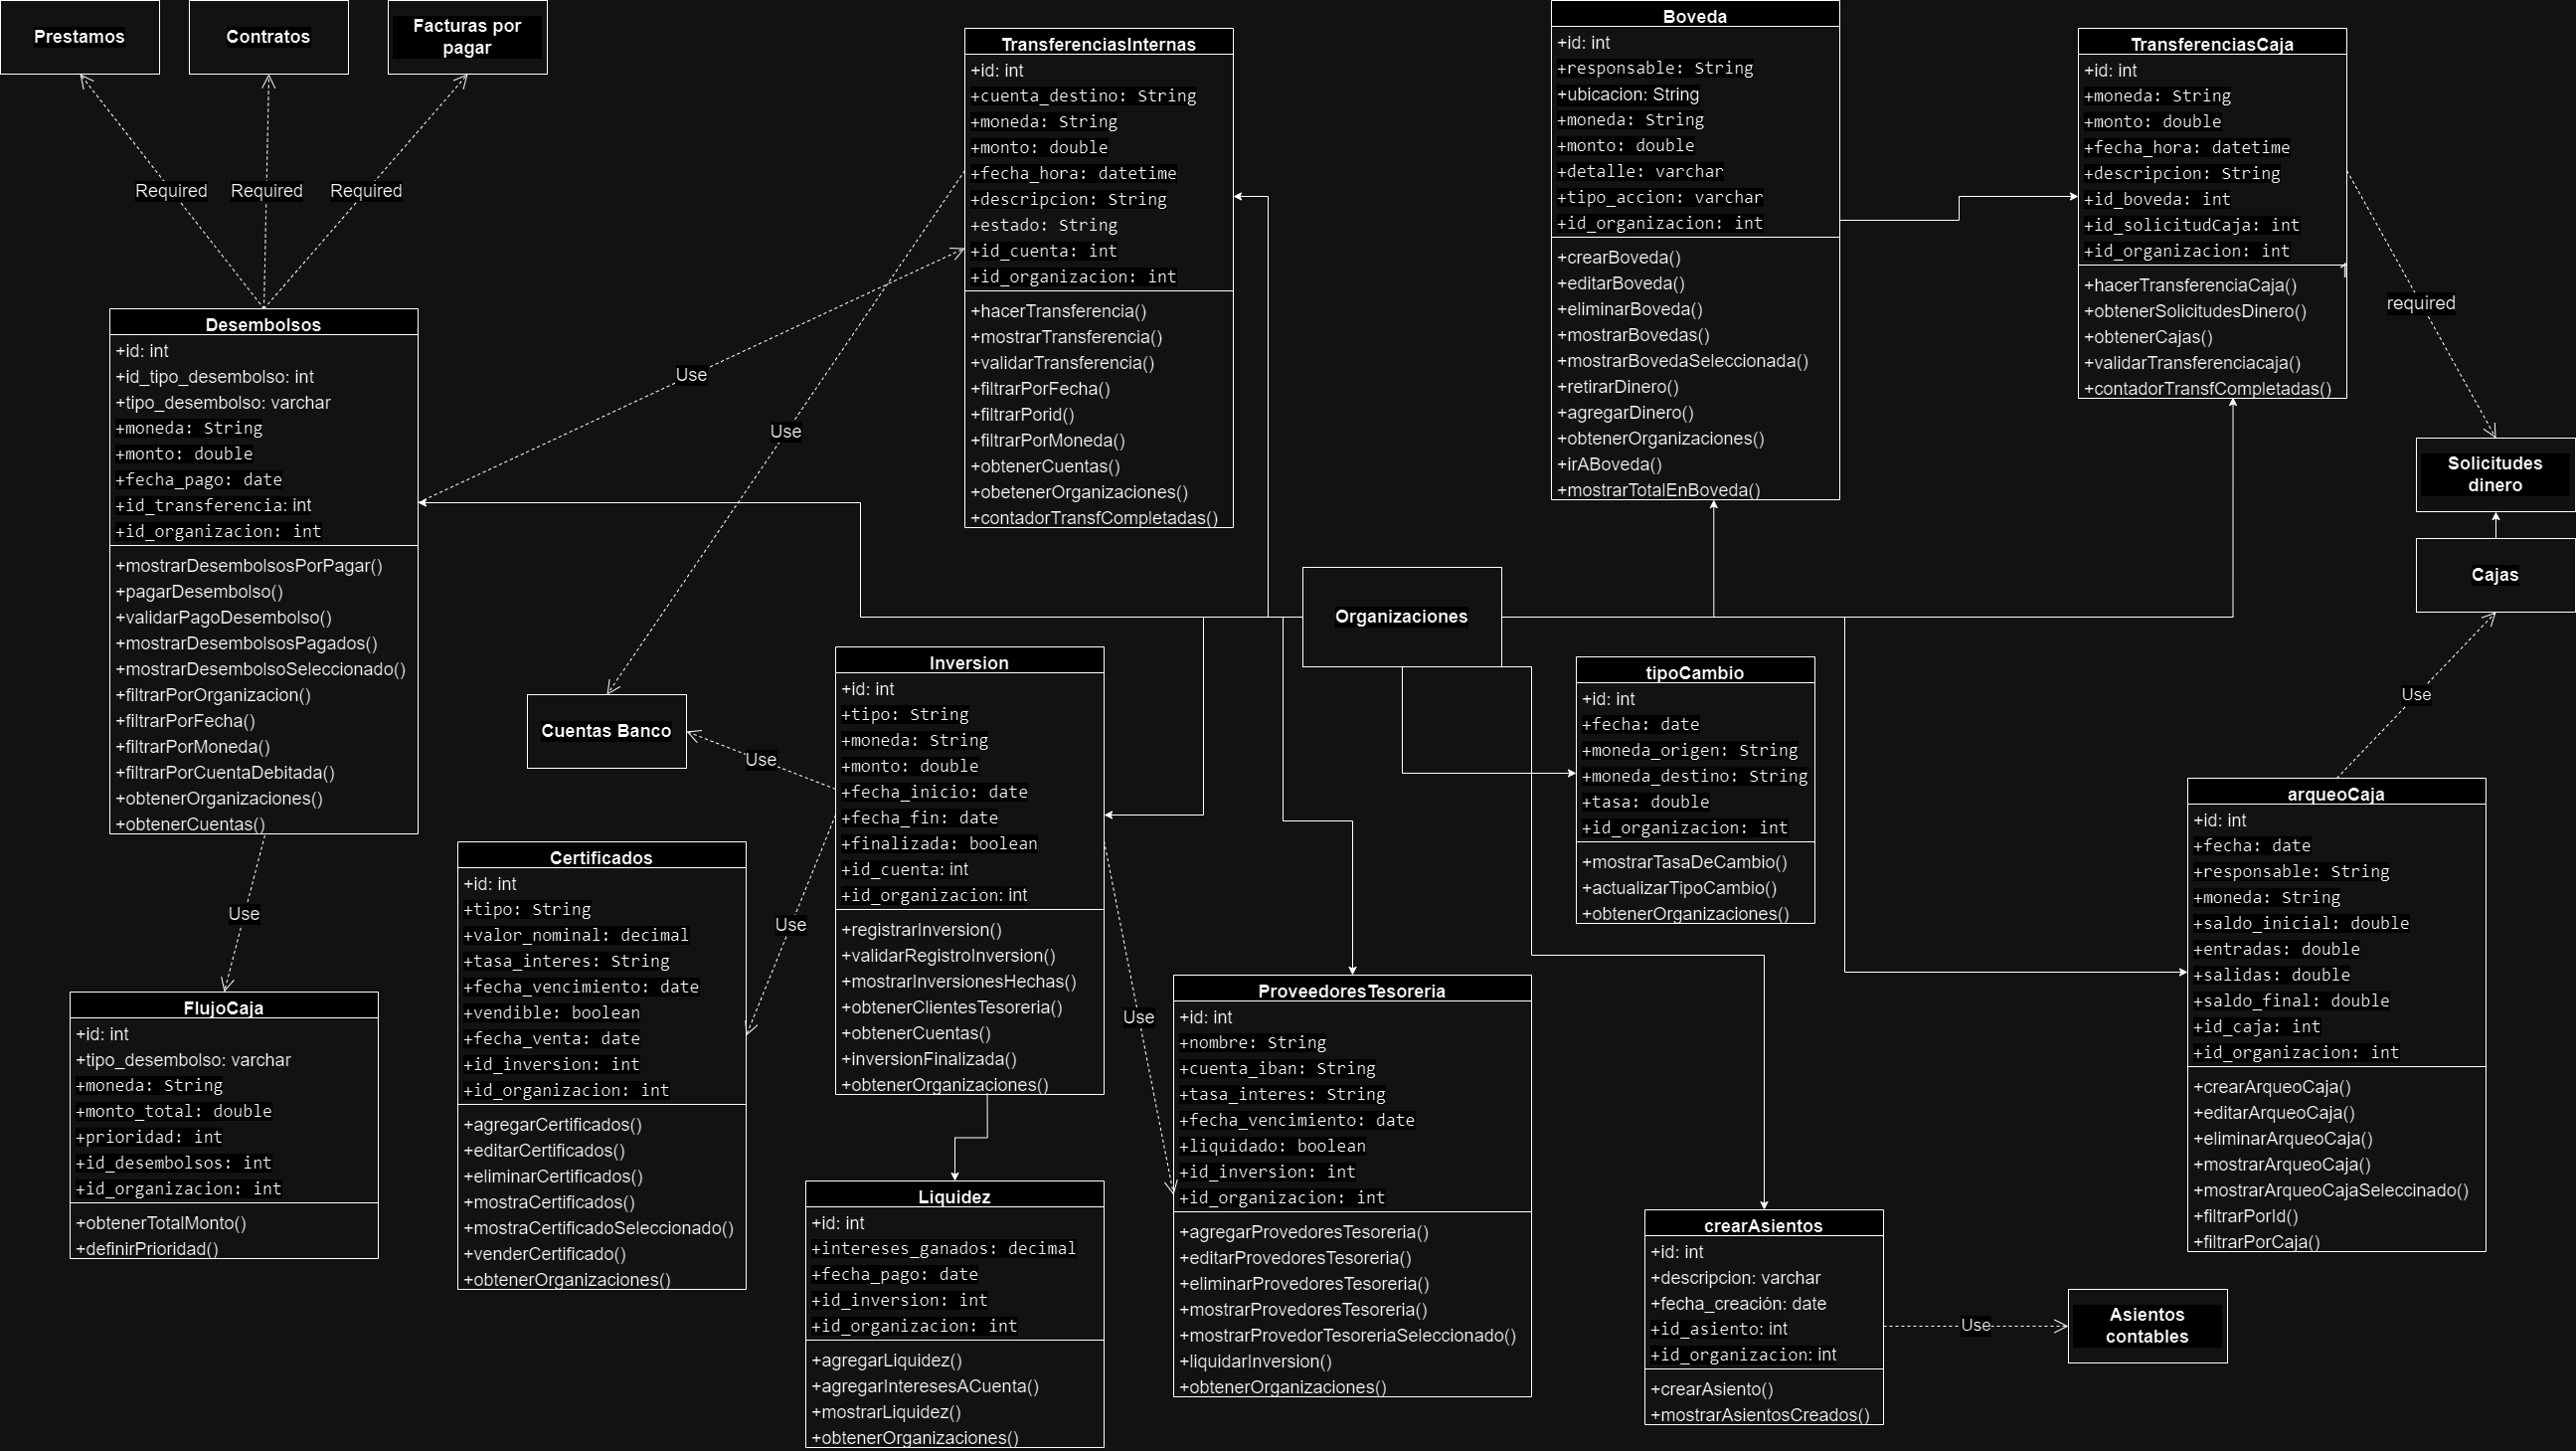 Prestamos
Contratos
Facturas por
pagar
Required
Required
Required
Desembolsos
+id: int
+id_tipo_desembolso: int
+tipo_desembolso: varchar
+moneda: String
+monto: double
+fecha_pago: date
+id_transferencia: int
+id_organizacion: int
+mostrarDesembolsosPorPagar()
+pagarDesembolso()
+validarPagoDesembolso()
+mostrarDesembolsosPagados()
+mostrarDesembolsoSeleccionado()
+filtrarPorOrganizacion()
+filtrarPorFecha()
+filtrarPorMoneda()
+filtrarPorCuentaDebitada()
+obtenerOrganizaciones()
+obtenerCuentas()
Use
FlujoCaja
+id: int
+tipo_desembolso: varchar
+moneda: String
+monto_total: double
+prioridad: int
+id_desembolsos: int
+id_organizacion: int
+obtenerTotalMonto()
+definirPrioridad()
Use
Use
TransferenciasInternas
+id: int
+cuenta_destino: String
+moneda: String
+monto: double
+fecha_hora: datetime
+descripcion: String
+estado: String
+id_cuenta: int
+id_organizacion: int
+hacerTransferencia()
+mostrarTransferencia()
+validarTransferencia()
+filtrarPorFecha()
+filtrarPorid()
+filtrarPorMoneda()
+obtenerCuentas()
+obetenerOrganizaciones()
+contadorTransfCompletadas()
Boveda
+id: int
+responsable: String
+ubicacion: String
+moneda: String
+monto: double
+detalle: varchar
+tipo_accion: varchar
+id_organizacion: int
+crearBoveda()
+editarBoveda()
+eliminarBoveda()
+mostrarBovedas()
+mostrarBovedaSeleccionada()
+retirarDinero()
+agregarDinero()
+obtenerOrganizaciones()
+irABoveda()
+mostrarTotalEnBoveda()
TransferenciasCaja
+id: int
+moneda: String
+monto: double
+fecha_hora: datetime
+descripcion: String
+id_boveda: int
+id_solicitudCaja: int
+id_organizacion: int
+hacerTransferenciaCaja()
+obtenerSolicitudesDinero()
+obtenerCajas()
+validarTransferenciacaja()
+contadorTransfCompletadas()
required
Solicitudes
dinero
Cajas
Use
Organizaciones
Cuentas Banco
Use
Inversion
+id: int
+tipo: String
+moneda: String
+monto: double
+fecha_inicio: date
+fecha_fin: date
+finalizada: boolean
+id_cuenta: int
+id_organizacion: int
+registrarInversion()
+validarRegistroInversion()
+mostrarInversionesHechas()
+obtenerClientesTesoreria()
+obtenerCuentas()
+inversionFinalizada()
+obtenerOrganizaciones()
Use
Use
Certificados
+id: int
+tipo: String
+valor_nominal: decimal
+tasa_interes: String
+fecha_vencimiento: date
+vendible: boolean
+fecha_venta: date
+id_inversion: int
+id_organizacion: int
+agregarCertificados()
+editarCertificados()
+eliminarCertificados()
+mostraCertificados()
+mostraCertificadoSeleccionado()
+venderCertificado()
+obtenerOrganizaciones()
Liquidez
+id: int
+intereses_ganados: decimal
+fecha_pago: date
+id_inversion: int
+id_organizacion: int
+agregarLiquidez()
+agregarInteresesACuenta()
+mostrarLiquidez()
+obtenerOrganizaciones()
ProveedoresTesoreria
+id: int
+nombre: String
+cuenta_iban: String
+tasa_interes: String
+fecha_vencimiento: date
+liquidado: boolean
+id_inversion: int
+id_organizacion: int
+agregarProvedoresTesoreria()
+editarProvedoresTesoreria()
+eliminarProvedoresTesoreria()
+mostrarProvedoresTesoreria()
+mostrarProvedorTesoreriaSeleccionado()
+liquidarInversion()
+obtenerOrganizaciones()
tipoCambio
+id: int
+fecha: date
+moneda_origen: String
+moneda_destino: String
+tasa: double
+id_organizacion: int
+mostrarTasaDeCambio()
+actualizarTipoCambio()
+obtenerOrganizaciones()
arqueoCaja
+id: int
+fecha: date
+responsable: String
+moneda: String
+saldo_inicial: double
+entradas: double
+salidas: double
+saldo_final: double
+id_caja: int
+id_organizacion: int
+crearArqueoCaja()
+editarArqueoCaja()
+eliminarArqueoCaja()
+mostrarArqueoCaja()
+mostrarArqueoCajaSeleccinado()
+filtrarPorId()
+filtrarPorCaja()
crearAsientos
+id: int
+descripcion: varchar
+fecha_creación: date
+id_asiento: int
+id_organizacion: int
+crearAsiento()
+mostrarAsientosCreados()
Use
Asientos
contables